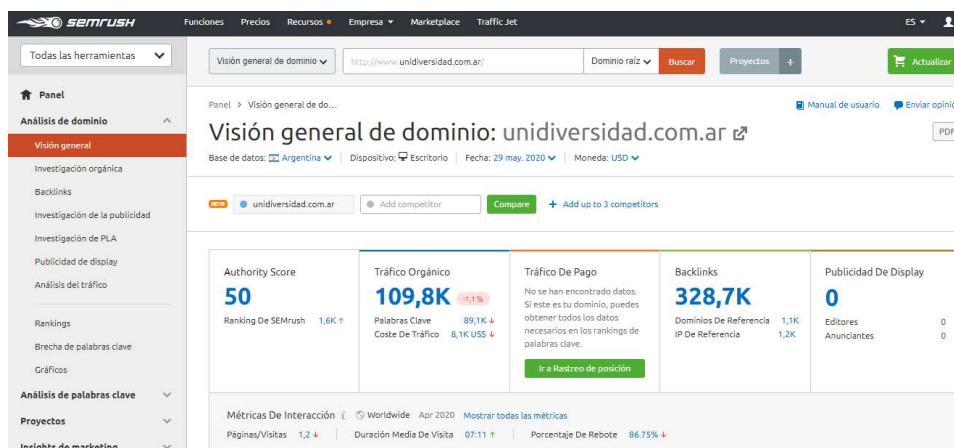 SEMRUSH
Funciones Precios Recursos Empresa Marketplace Traffic Jet ES
Todas las herramientas
Visión general de dominio http://www.unidiversidad.com.ar/ Dominio raíz Buscar Proyectos + Actualizar
Panel
Panel > Visión general de do... Manual de usuario Enviar opinió
Análisis de dominio
Visión general de dominio: unidiversidad.com.ar PDF
Visión general
Base de datos: Argentina Dispositivo: Escritorio Fecha: 29 may. 2020 Moneda: USD
Investigación orgánica
Backlinks
BETA unidiversidad.com.ar Add competitor Compare + Add up to 3 competitors
Investigación de la publicidad
Investigación de PLA
Publicidad de display
Análisis del tráfico
Rankings
Brecha de palabras clave
Gráficos
Análisis de palabras clave
Proyectos
Insights de marketing
Authority Score
50
Ranking De SEMrush 1,6K ↑
Tráfico Orgánico
109,8K -1,1 %
Palabras Clave 89,1K ↓
Coste De Tráfico 8,1K US$ ↓
Tráfico De Pago
No se han encontrado datos.
Si este es tu dominio, puedes
obtener todos los datos
necesarios en los rankings de
palabras clave.
Ir a Rastreo de posición
Backlinks
328,7K
Dominios De Referencia 1,1K
IP De Referencia 1,2K
Publicidad De Display
0
Editores 0
Anunciantes 0
Métricas De Interacción i Worldwide Apr 2020 Mostrar todas las métricas
Páginas/Visitas 1,2 ↓ Duración Media De Visita 07:11 ↑ Porcentaje De Rebote 86.75% ↓